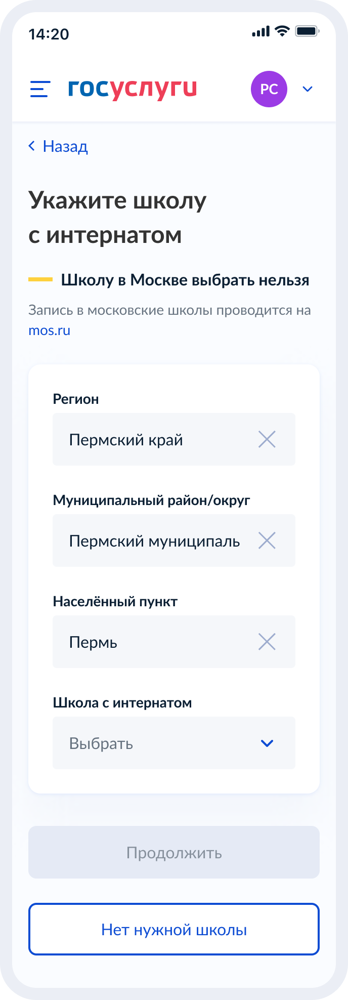 14:20
госуслуги
РС
Назад
Укажите школу
с интернатом
Школу в Москве выбрать нельзя
Запись в московские школы проводится на
mos.ru
Регион
Пермский край
Муниципальный район/округ
Пермский муниципаль
Населённый пункт
Пермь
Школа с интернатом
Выбрать
Продолжить
Нет нужной школы